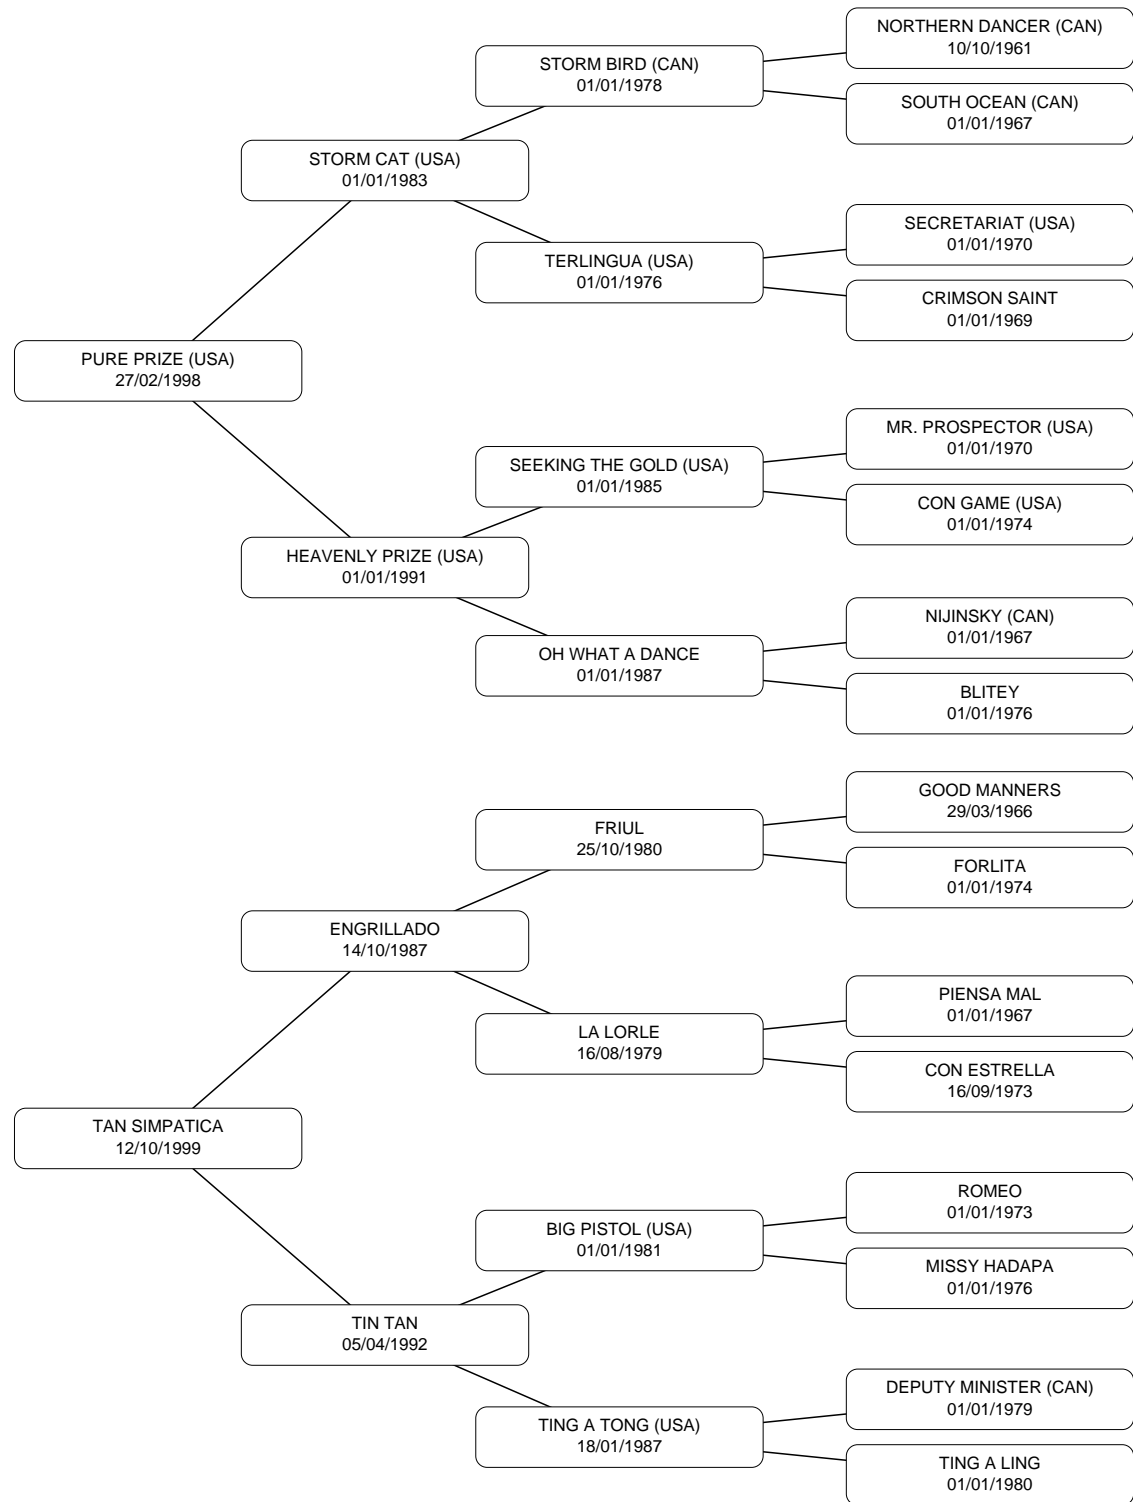 NORTHERN DANCER (CAN)
10/10/1961
STORM BIRD (CAN)
01/01/1978
SOUTH OCEAN (CAN)
01/01/1967
STORM CAT (USA)
01/01/1983
SECRETARIAT (USA)
01/01/1970
TERLINGUA (USA)
01/01/1976
CRIMSON SAINT
01/01/1969
PURE PRIZE (USA)
27/02/1998
MR. PROSPECTOR (USA)
01/01/1970
SEEKING THE GOLD (USA)
01/01/1985
CON GAME (USA)
01/01/1974
HEAVENLY PRIZE (USA)
01/01/1991
NIJINSKY (CAN)
01/01/1967
OH WHAT A DANCE
01/01/1987
BLITEY
01/01/1976
GOOD MANNERS
29/03/1966
FRIUL
25/10/1980
FORLITA
01/01/1974
ENGRILLADO
14/10/1987
PIENSA MAL
01/01/1967
LA LORLE
16/08/1979
CON ESTRELLA
16/09/1973
TAN SIMPATICA
12/10/1999
ROMEO
01/01/1973
BIG PISTOL (USA)
01/01/1981
MISSY HADAPA
01/01/1976
TIN TAN
05/04/1992
DEPUTY MINISTER (CAN)
01/01/1979
TING A TONG (USA)
18/01/1987
TING A LING
01/01/1980